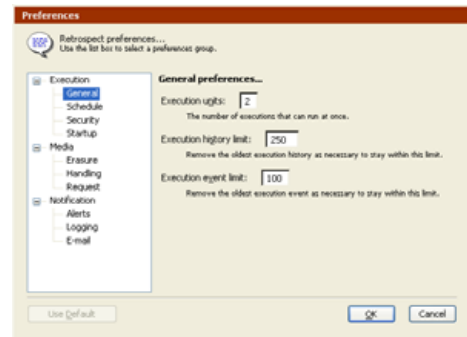 Preferences
Retrospect preferences...
Use the list box to select a preferences group.
Execution
General
Schedule
Security
Startup
Media
Erasure
Handling
Request
Notification
Alerts
Logging
E-mail
General preferences...
Execution units: 2
The number of executions that can run at once.
Execution history limit: 250
Remove the oldest execution history as necessary to stay within this limit.
Execution event limit: 100
Remove the oldest execution event as necessary to stay within this limit.
Use Default
OK
Cancel